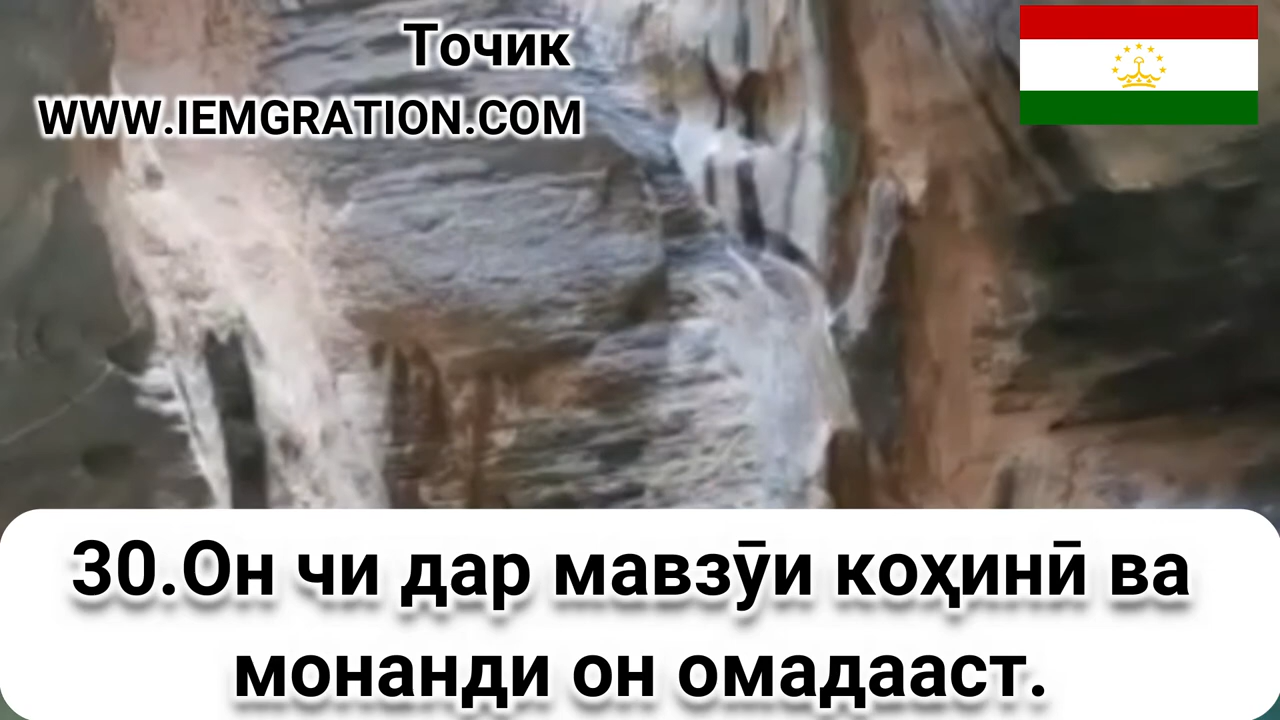 Точик
WWW.IEMGRATION.COM
30.Он чи дар мавзӯи коҳинӣ ва
монанди он омадааст.